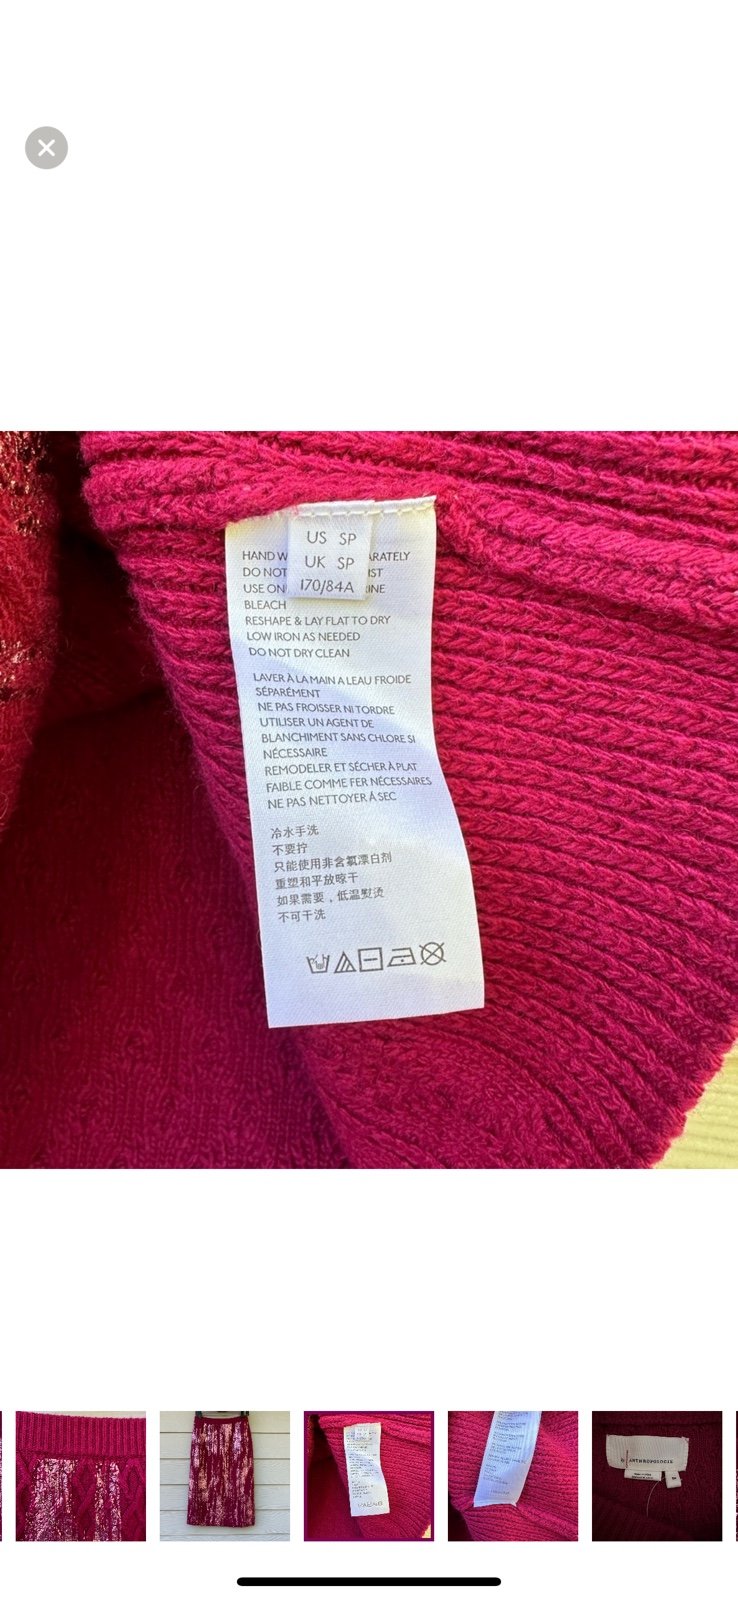 US SP
UK SP
170/84A
HAND W ARATELY
DO NOT IST
USE ON INE
BLEACH
RESHAPE & LAY FLAT TO DRY
LOW IRON AS NEEDED
DO NOT DRY CLEAN
LAVER À LA MAIN A LEAU FROIDE
SÉPARÉMENT
NE PAS FROISSER NI TORDRE
UTILISER UN AGENT DE
BLANCHIMENT SANS CHLORE SI
NÉCESSAIRE
REMODELER ET SÉCHER À PLAT
FAIBLE COMME FER NÉCESSAIRES
NE PAS NETTOYER Á SEC
冷水手洗
不要拧
只能使用非含氯漂白剂
重塑和平放晾干
如果需要，低温熨烫
不可干洗
ANTHROPOLOGIE